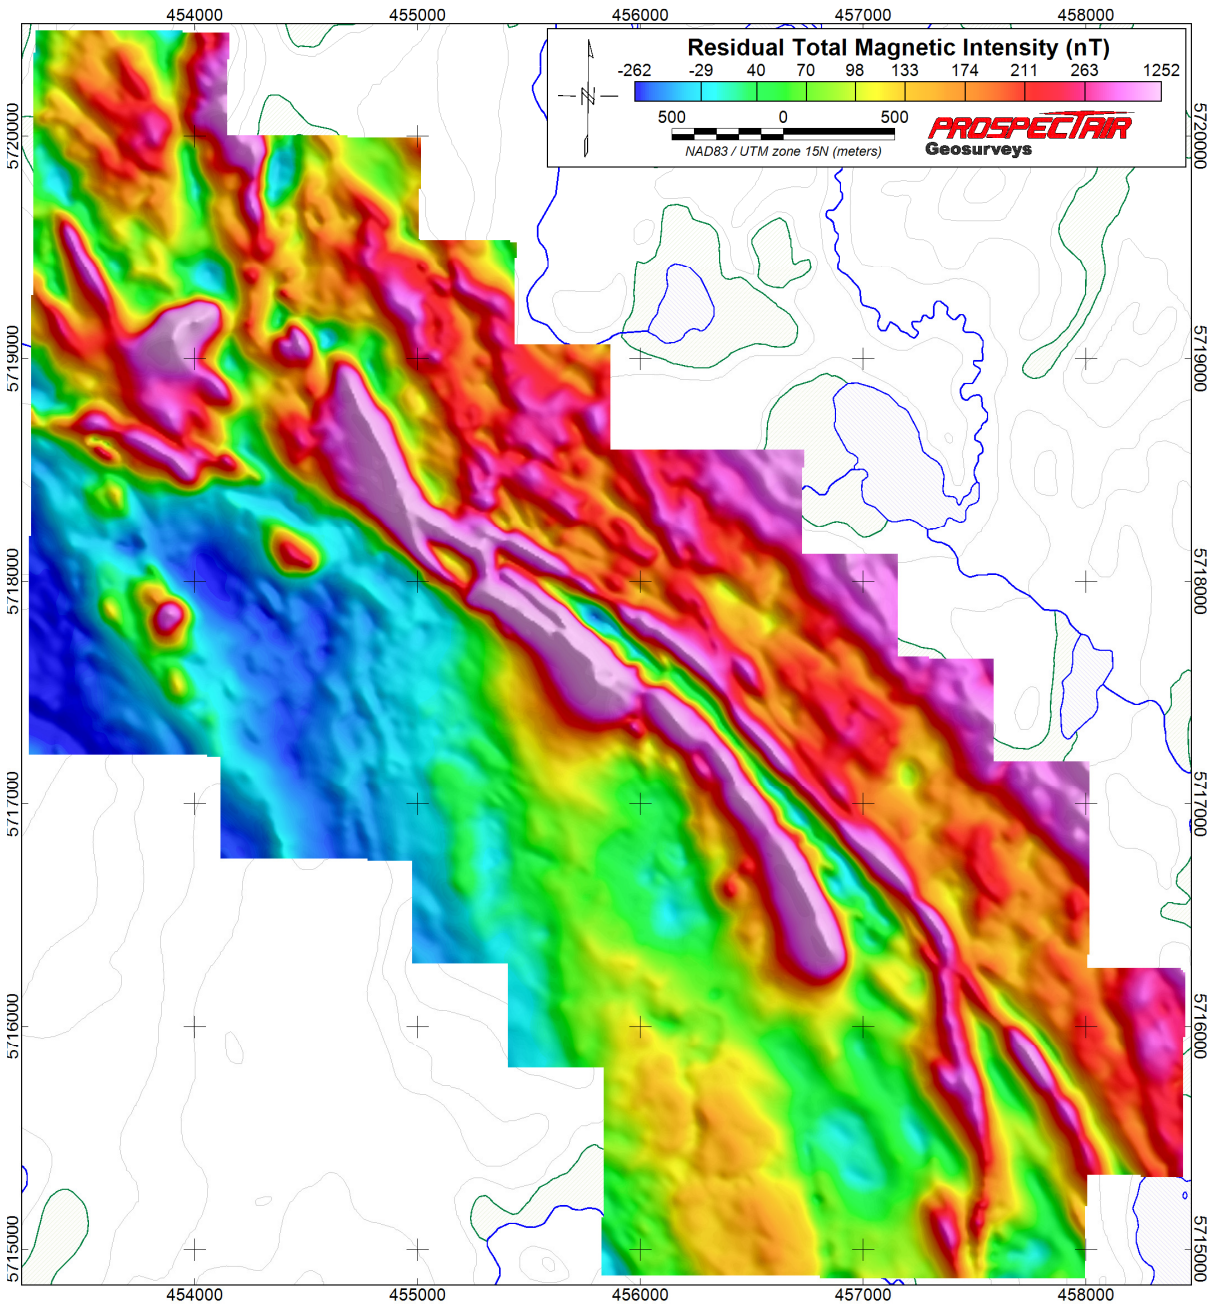 454000 455000 456000 457000 458000
Residual Total Magnetic Intensity (nT)
-262 -29 40 70 98 133 174 211 263 1252
N
500 0 500
NAD83 / UTM zone 15N (meters)
PROSPECTAIR
Geosurveys
5720000 5720000
5719000 5719000
5718000 5718000
5717000 5717000
5716000 5716000
5715000 5715000
454000 455000 456000 457000 458000